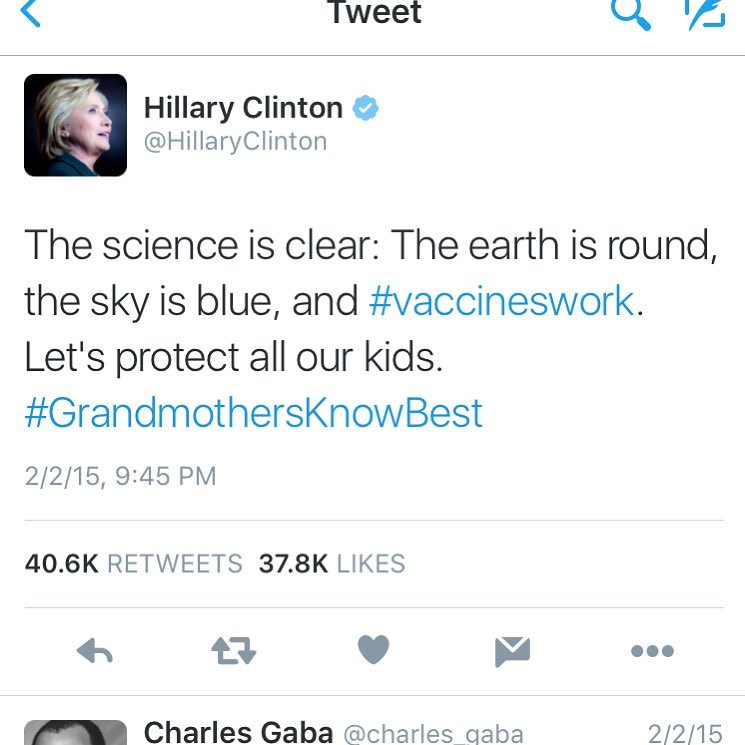 Tweet
Hillary Clinton
@HillaryClinton
The science is clear: The earth is round,
the sky is blue, and #vaccineswork.
Let's protect all our kids.
#GrandmothersKnowBest
2/2/15, 9:45 PM
40.6K RETWEETS 37.8K LIKES
Charles Gaba @charles_gaba 2/2/15